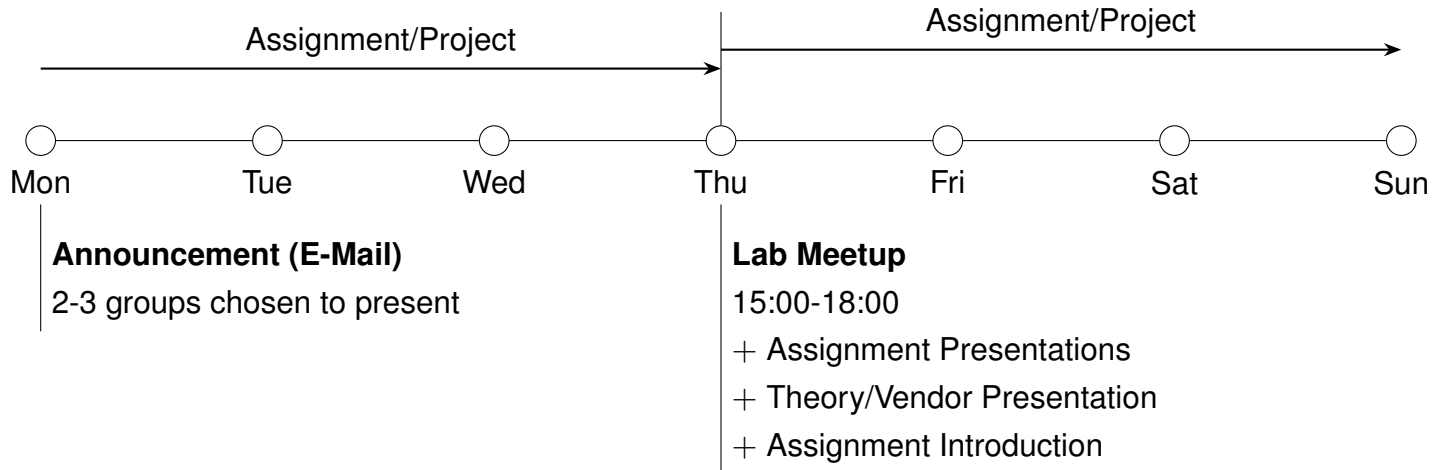 Assignment/Project
Assignment/Project
Mon Tue Wed Thu Fri Sat Sun
Announcement (E-Mail)
2-3 groups chosen to present
Lab Meetup
15:00-18:00
+ Assignment Presentations
+ Theory/Vendor Presentation
+ Assignment Introduction